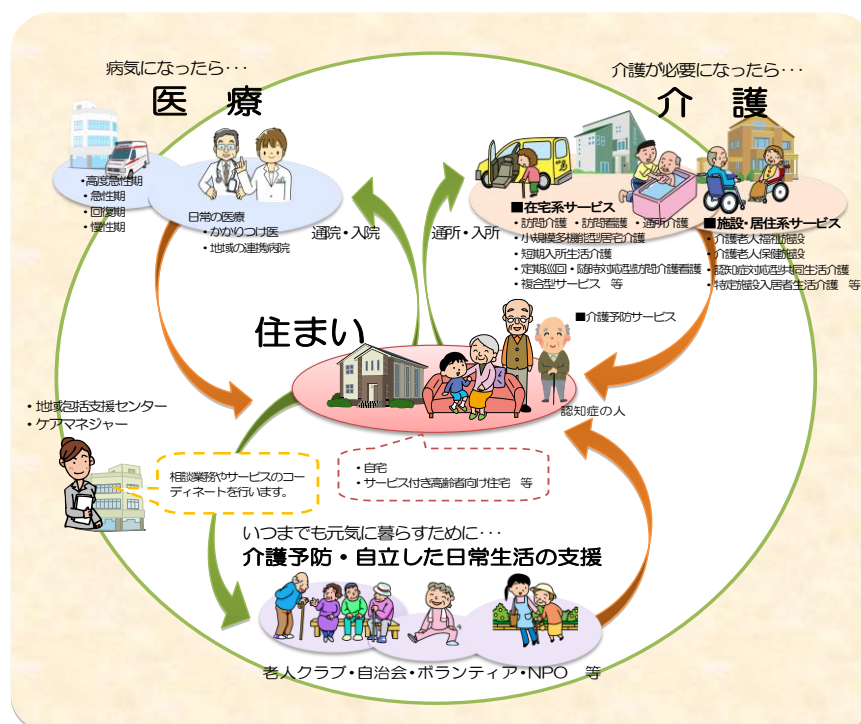 病気になったら･･･
医　療
・高度急性期
・急性期
・回復期
・慢性期
日常の医療
・かかりつけ医
・地域の連携病院
介護が必要になったら･･･
介　護
■在宅系サービス
・訪問介護　・訪問看護　・通所介護
・小規模多機能型居宅介護
・短期入所生活介護
・定期巡回・随時対応型訪問介護看護
・複合型サービス　等
■施設・居住系サービス
・介護老人福祉施設
・介護老人保健施設
・認知症対応型共同生活介護
・特定施設入居者生活介護　等
通院・入院
通所・入所
住まい
■介護予防サービス
認知症の人
・地域包括支援センター
・ケアマネジャー
相談業務やサービスのコー
ディネートを行います。
・自宅
・サービス付き高齢者向け住宅　等
いつまでも元気に暮らすために･･･
介護予防・自立した日常生活の支援
老人クラブ・自治会・ボランティア・NPO　等